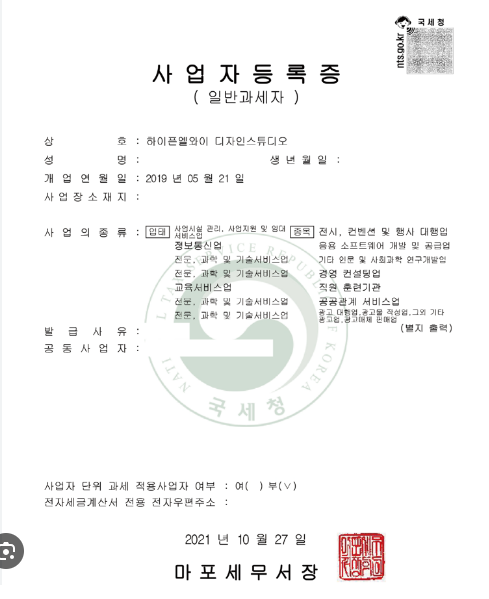 국세청
nts.go.kr
사업자등록증
( 일반과세자 )
상 호 : 하이픈엘와이 디자인스튜디오
성 명 : 생 년 월 일 :
개 업 연 월 일 : 2019 년 05 월 21 일
사 업 장 소 재 지 :
사 업 의 종 류 : 업태 사업시설 관리, 사업지원 및 임대 서비스업 종목 전시, 컨벤션 및 행사 대행업
정보통신업 응용 소프트웨어 개발 및 공급업
전문, 과학 및 기술서비스업 기타 인문 및 사회과학 연구개발업
전문, 과학 및 기술서비스업 경영 컨설팅업
교육서비스업 직원 훈련기관
전문, 과학 및 기술서비스업 공공관계 서비스업
전문, 과학 및 기술서비스업 광고 대행업,광고물 작성업,그외 기타 광고업,광고매체 판매업
발 급 사 유 : (별지 출력)
공 동 사 업 자 :
NATIONAL TAX SERVICE REPUBLIC OF KOREA
국세청
사업자 단위 과세 적용사업자 여부 : 여( ) 부(∨)
전자세금계산서 전용 전자우편주소 :
2021 년 10 월 27 일
마포세무서장